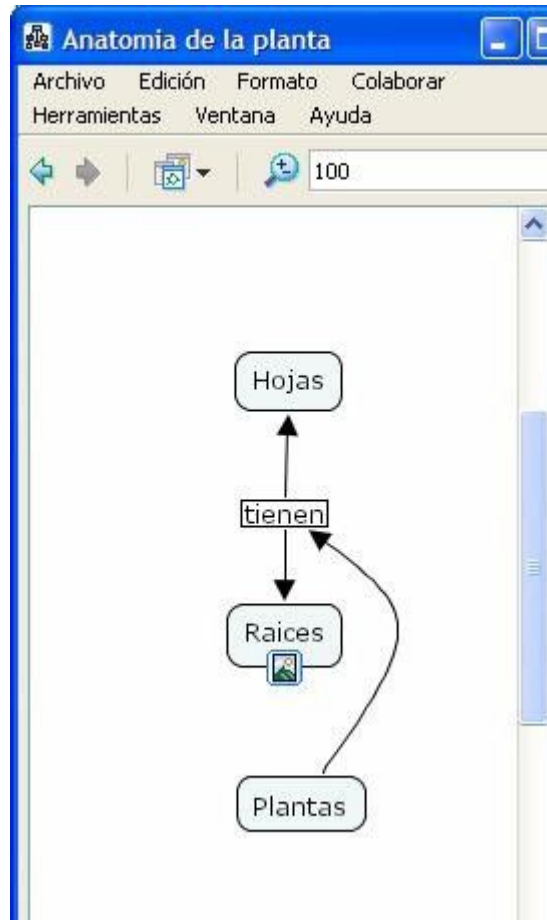 Anatomia de la planta
Archivo Edición Formato Colaborar
Herramientas Ventana Ayuda
100
Hojas
tienen
Raices
Plantas